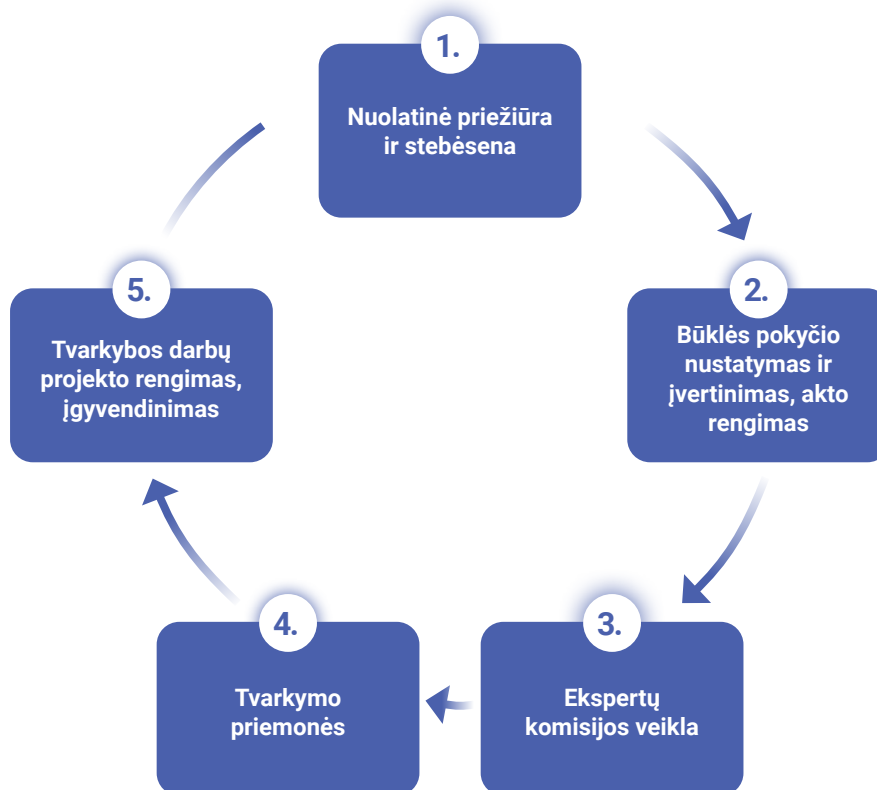 1.
Nuolatinė priežiūra
ir stebėsena
2.
Būklės pokyčio
nustatymas ir
įvertinimas, akto
rengimas
3.
Ekspertų
komisijos veikla
4.
Tvarkymo
priemonės
5.
Tvarkybos darbų
projekto rengimas,
įgyvendinimas